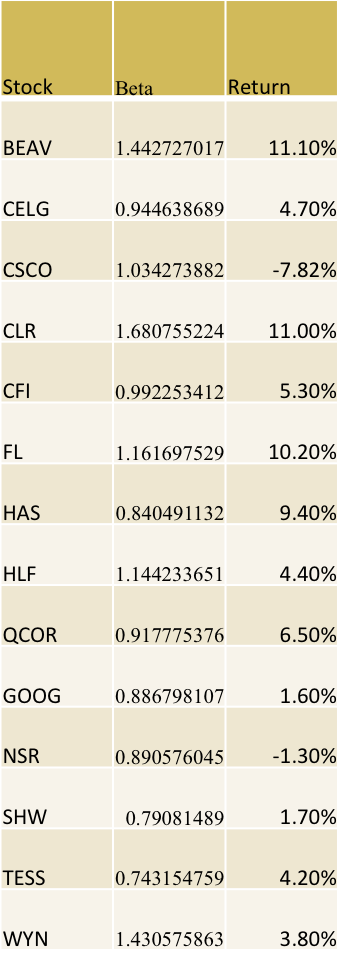 Stock Beta Return
BEAV 1.442727017 11.10%
CELG 0.944638689 4.70%
CSCO 1.034273882 -7.82%
CLR 1.680755224 11.00%
CFI 0.992253412 5.30%
FL 1.161697529 10.20%
HAS 0.840491132 9.40%
HLF 1.144233651 4.40%
QCOR 0.917775376 6.50%
GOOG 0.886798107 1.60%
NSR 0.890576045 -1.30%
SHW 0.79081489 1.70%
TESS 0.743154759 4.20%
WYN 1.430575863 3.80%